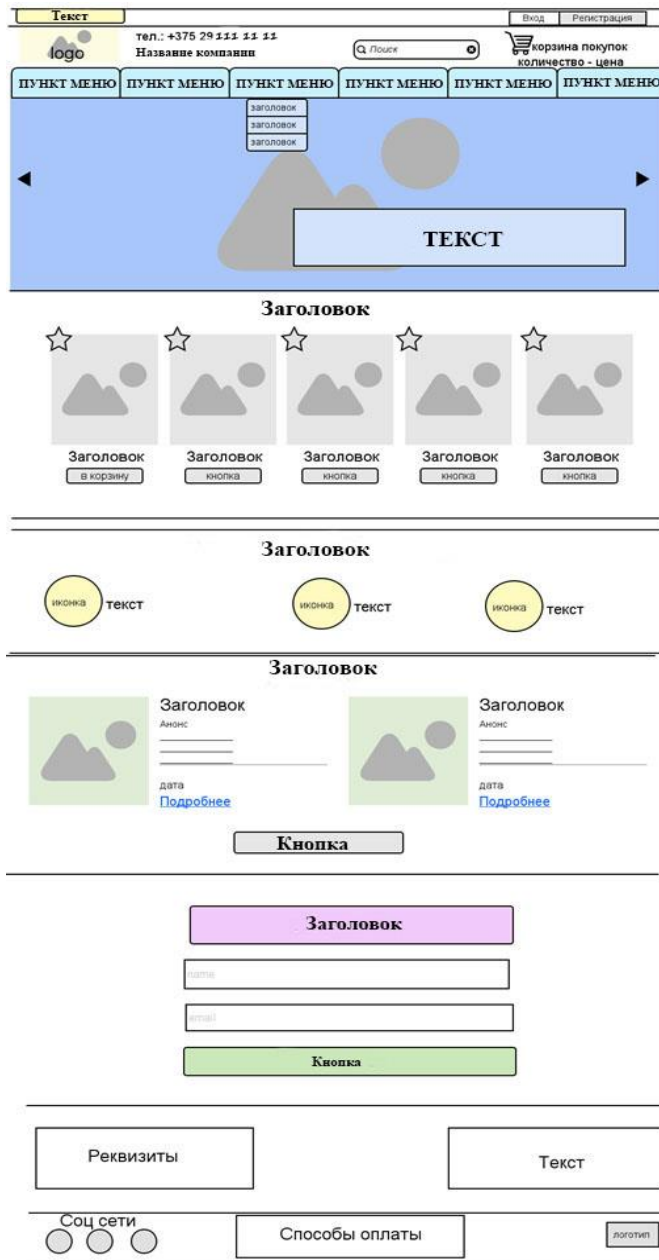 Текст
Вход Регистрация
logo
тел.: +375 29 111 11 11
Название компании
Поиск
корзина покупок
количество - цена
ПУНКТ МЕНЮ ПУНКТ МЕНЮ ПУНКТ МЕНЮ ПУНКТ МЕНЮ ПУНКТ МЕНЮ ПУНКТ МЕНЮ
заголовок
заголовок
заголовок
ТЕКСТ
Заголовок
Заголовок Заголовок Заголовок Заголовок Заголовок
в корзину кнопка кнопка кнопка кнопка
Заголовок
иконка текст иконка текст иконка текст
Заголовок
Заголовок
Анонс
дата
Подробнее
Заголовок
Анонс
дата
Подробнее
Кнопка
Заголовок
name
email
Кнопка
Реквизиты
Текст
Соц сети
Способы оплаты
логотип